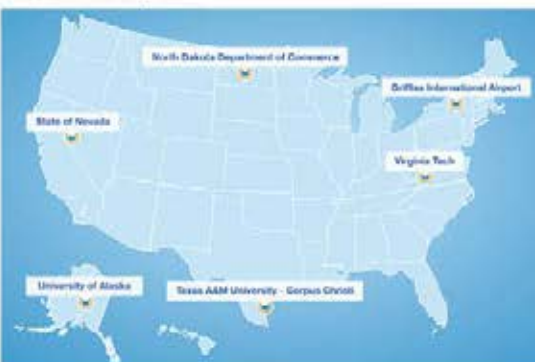 North Dakota Department of Commerce
Griffiss International Airport
State of Nevada
Virginia Tech
University of Alaska
Texas A&M University - Corpus Christi